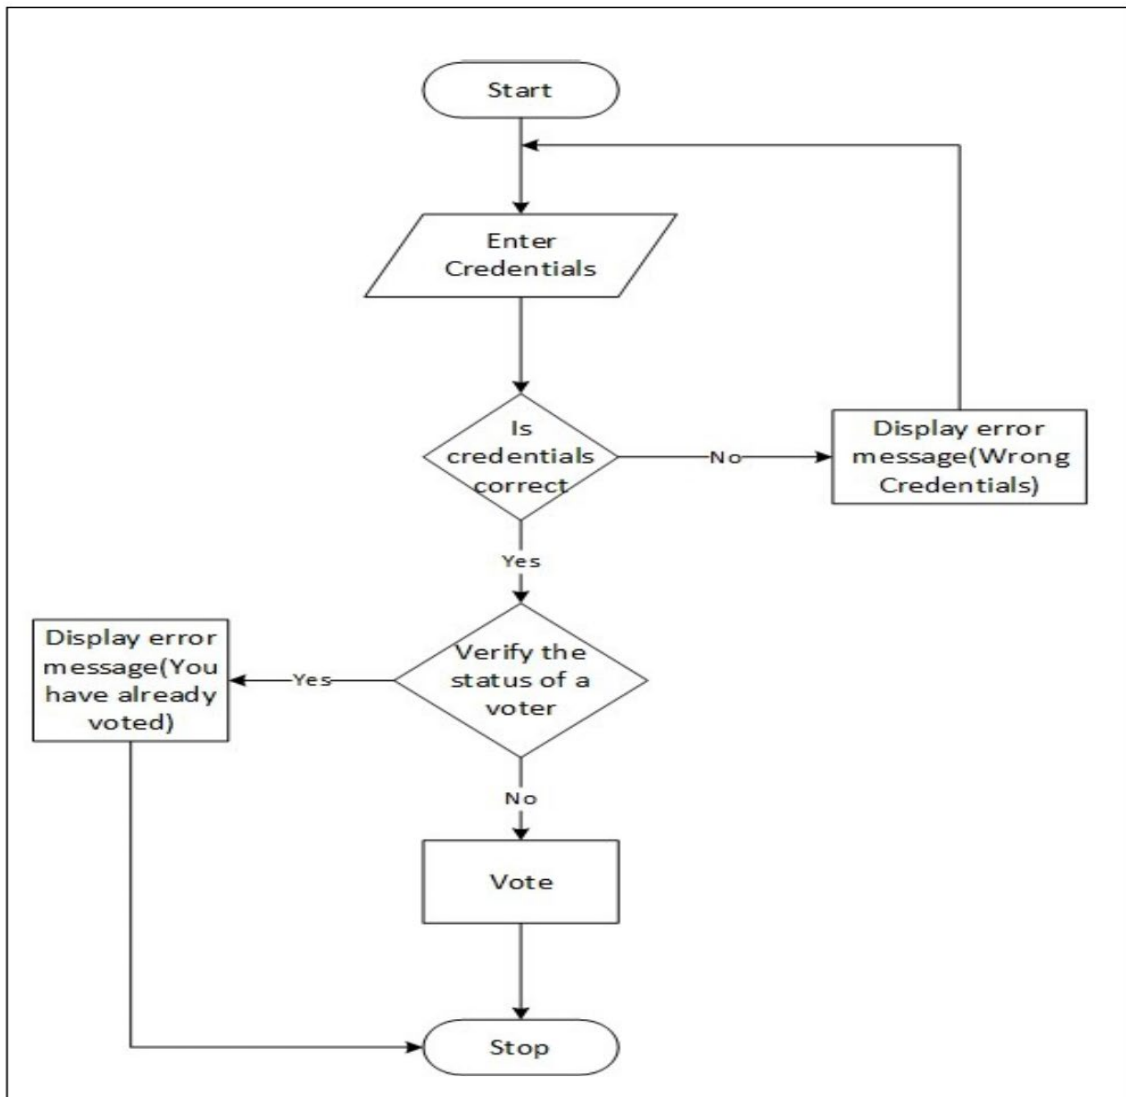 Start
Enter
Credentials
Is
credentials
correct
No
Display error
message(Wrong
Credentials)
Yes
Verify the
status of a
voter
Yes
Display error
message(You
have already
voted)
No
Vote
Stop